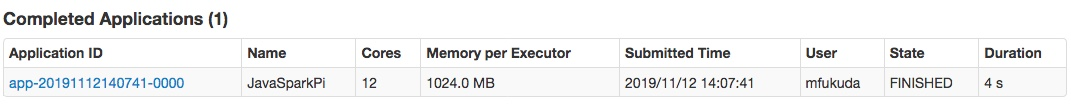 Completed Applications (1)
Application ID Name Cores Memory per Executor Submitted Time User State Duration
app-20191112140741-0000 JavaSparkPi 12 1024.0 MB 2019/11/12 14:07:41 mfukuda FINISHED 4 s